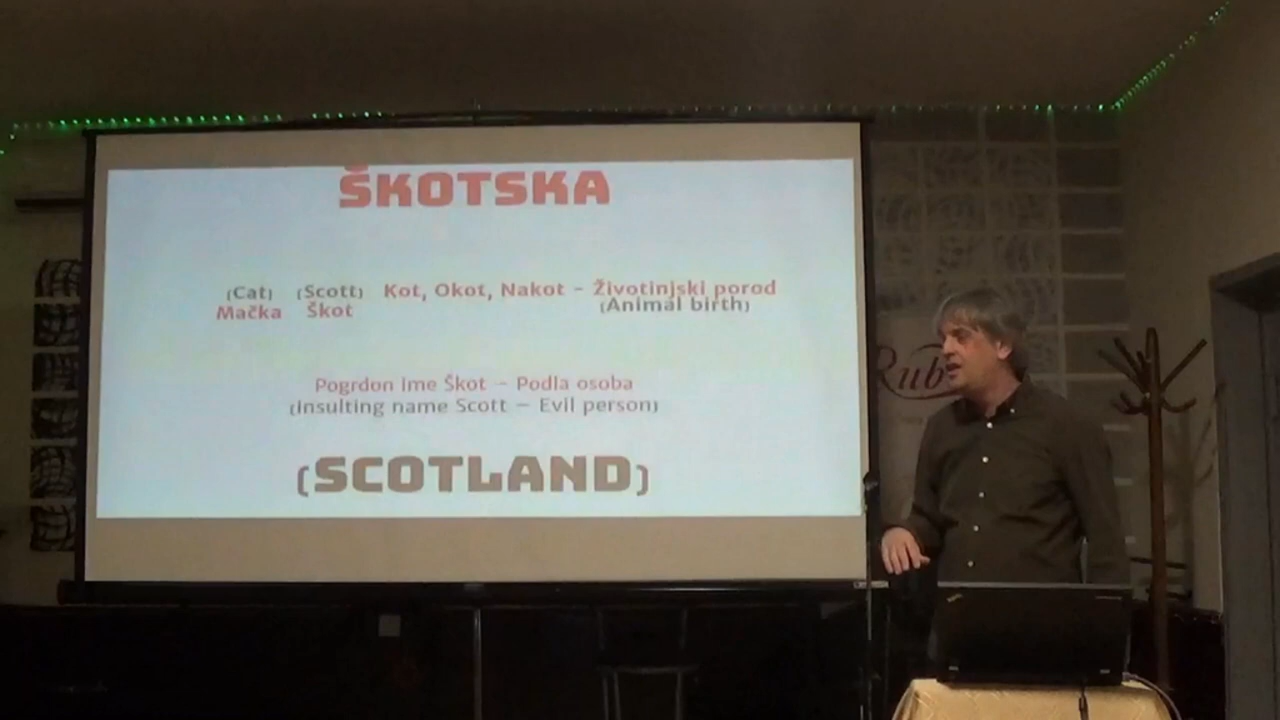 ŠKOTSKA
(Cat) (Scott) Kot, Okot, Nakot - Životinjski porod
Mačka Škot (Animal birth)
Pogrdon ime Škot - Podla osoba
(Insulting name Scott - Evil person)
(SCOTLAND)
Rub